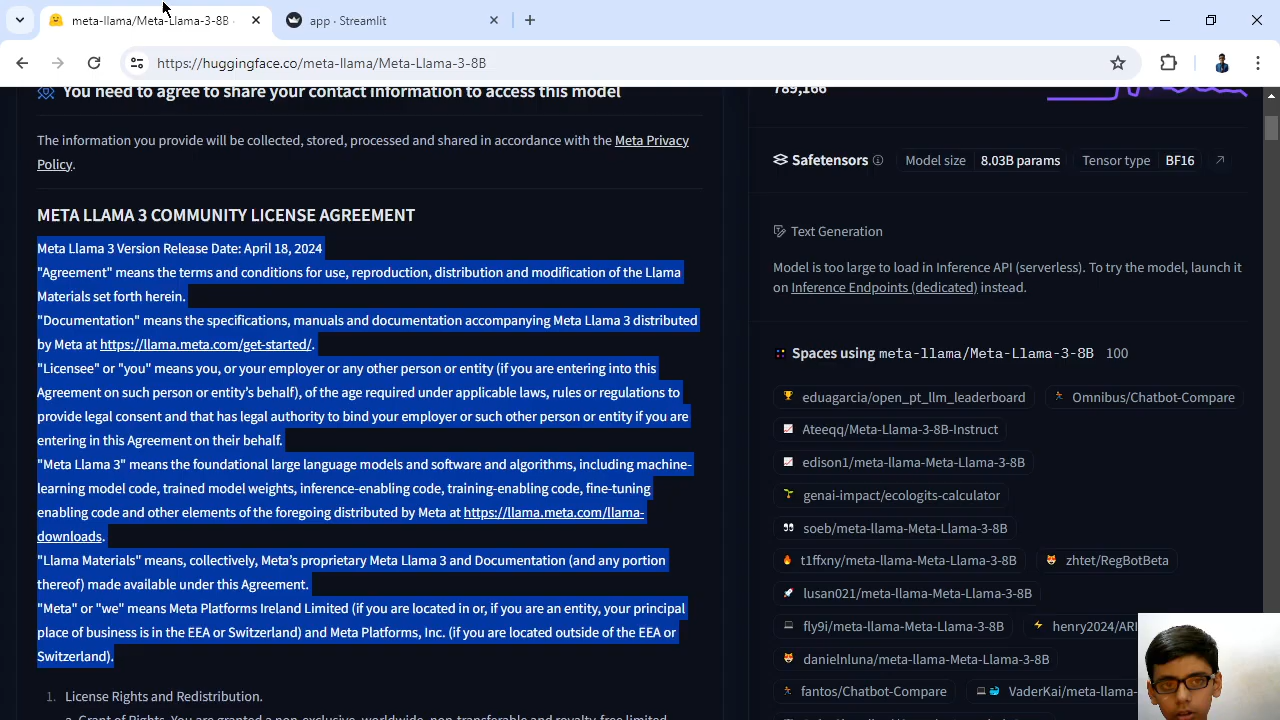 meta-llama/Meta-Llama-3-8B
app · Streamlit
https://huggingface.co/meta-llama/Meta-Llama-3-8B
You need to agree to share your contact information to access this model
The information you provide will be collected, stored, processed and shared in accordance with the Meta Privacy
Policy.
META LLAMA 3 COMMUNITY LICENSE AGREEMENT
Meta Llama 3 Version Release Date: April 18, 2024
"Agreement" means the terms and conditions for use, reproduction, distribution and modification of the Llama
Materials set forth herein.
"Documentation" means the specifications, manuals and documentation accompanying Meta Llama 3 distributed
by Meta at https://llama.meta.com/get-started/.
"Licensee" or "you" means you, or your employer or any other person or entity (if you are entering into this
Agreement on such person or entity's behalf), of the age required under applicable laws, rules or regulations to
provide legal consent and that has legal authority to bind your employer or such other person or entity if you are
entering in this Agreement on their behalf.
"Meta Llama 3" means the foundational large language models and software and algorithms, including machine-
learning model code, trained model weights, inference-enabling code, training-enabling code, fine-tuning
enabling code and other elements of the foregoing distributed by Meta at https://llama.meta.com/llama-
downloads.
"Llama Materials" means, collectively, Meta's proprietary Meta Llama 3 and Documentation (and any portion
thereof) made available under this Agreement.
"Meta" or "we" means Meta Platforms Ireland Limited (if you are located in or, if you are an entity, your principal
place of business is in the EEA or Switzerland) and Meta Platforms, Inc. (if you are located outside of the EEA or
Switzerland).
1. License Rights and Redistribution.
a. Grant of Rights. You are granted a non-exclusive, worldwide, non-transferable and royalty-free limited
789,166
Safetensors
Model size 8.03B params
Tensor type BF16
Text Generation
Model is too large to load in Inference API (serverless). To try the model, launch it
on Inference Endpoints (dedicated) instead.
Spaces using meta-llama/Meta-Llama-3-8B 100
eduagarcia/open_pt_llm_leaderboard
Omnibus/Chatbot-Compare
Ateeqq/Meta-Llama-3-8B-Instruct
edison1/meta-llama-Meta-Llama-3-8B
genai-impact/ecologits-calculator
soeb/meta-llama-Meta-Llama-3-8B
t1ffxny/meta-llama-Meta-Llama-3-8B
zhtet/RegBotBeta
lusan021/meta-llama-Meta-Llama-3-8B
fly9i/meta-llama-Meta-Llama-3-8B
henry2024/ARI
danielnluna/meta-llama-Meta-Llama-3-8B
fantos/Chatbot-Compare
VaderKai/meta-llama-